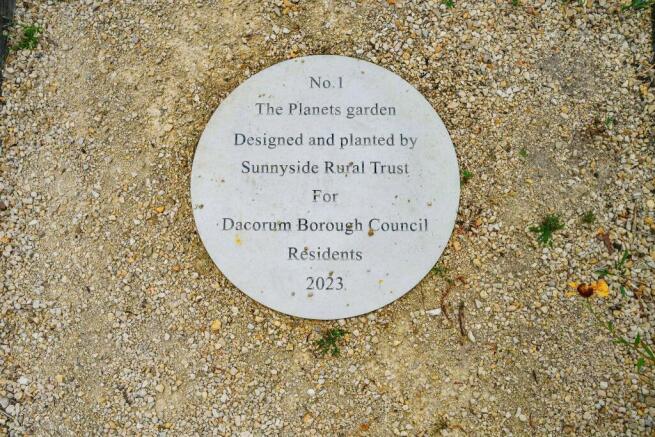 No.1
The Planets garden
Designed and planted by
Sunnyside Rural Trust
For
Dacorum Borough Council
Residents
2023